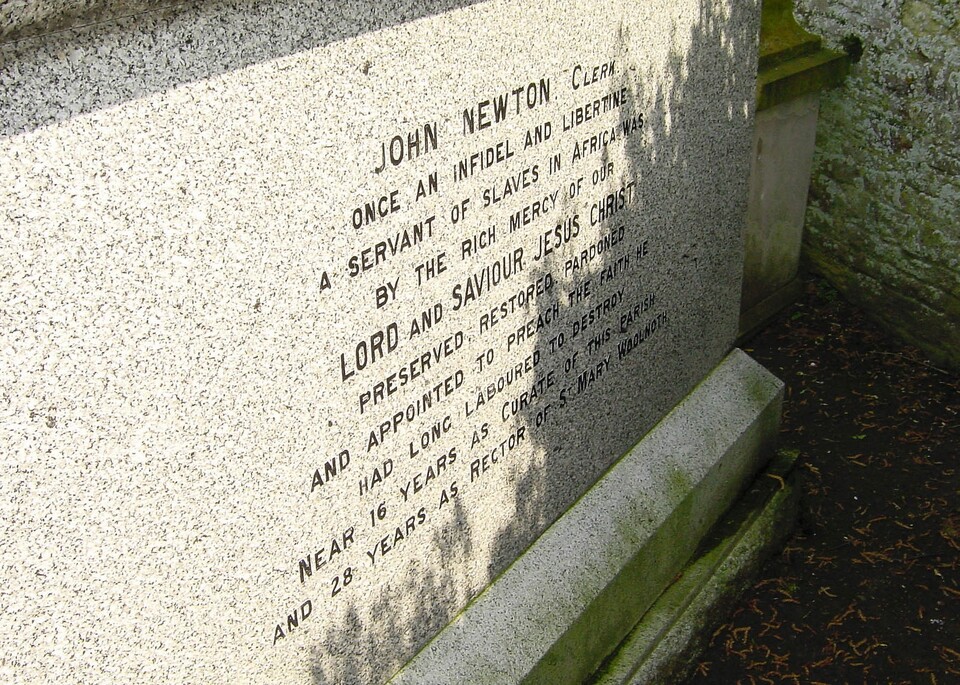 JOHN NEWTON CLERK
ONCE AN INFIDEL AND LIBERTINE
A SERVANT OF SLAVES IN AFRICA WAS
BY THE RICH MERCY OF OUR
LORD AND SAVIOUR JESUS CHRIST
PRESERVED, RESTORED, PARDONED
AND APPOINTED TO PREACH THE FAITH HE
HAD LONG LABOURED TO DESTROY
NEAR 16 YEARS AS CURATE OF THIS PARISH
AND 28 YEARS AS RECTOR OF ST MARY WOOLNOTH